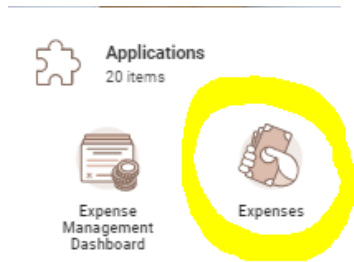 Applications
20 items
Expense
Management
Dashboard
Expenses